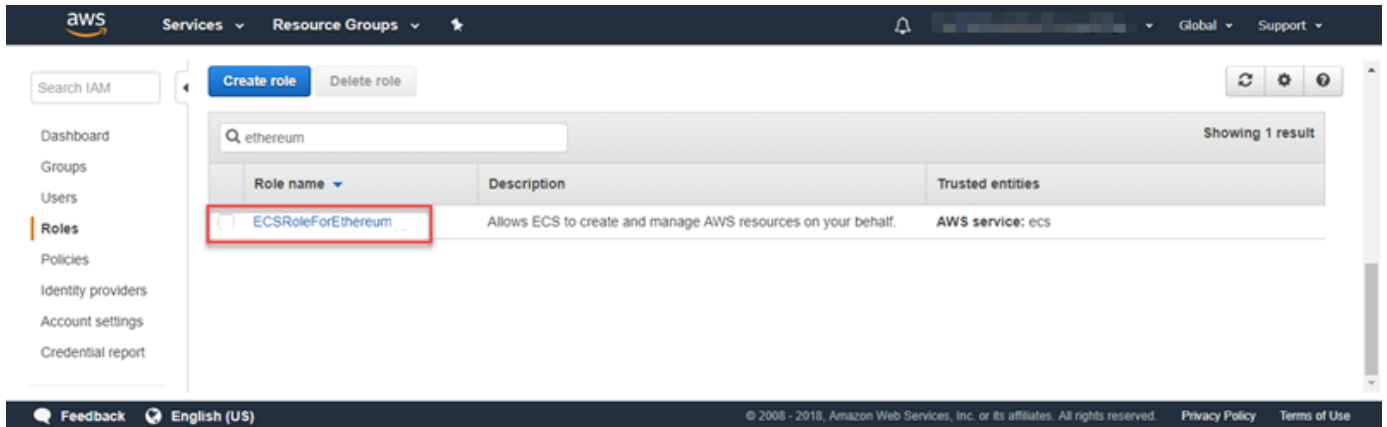 aws Services Resource Groups Global Support
Search IAM
Create role Delete role
Dashboard
ethereum Showing 1 result
Groups
Role name Description Trusted entities
Users
ECSRoleForEthereum Allows ECS to create and manage AWS resources on your behalf. AWS service: ecs
Roles
Policies
Identity providers
Account settings
Credential report
Feedback English (US) © 2008 - 2018, Amazon Web Services, Inc. or its affiliates. All rights reserved. Privacy Policy Terms of Use